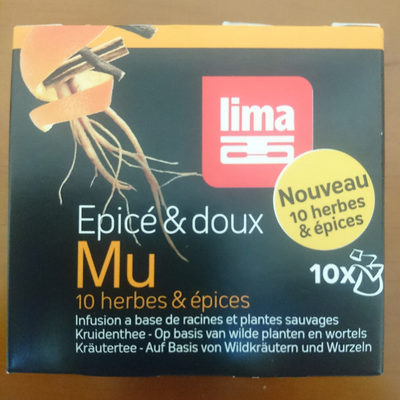 lima
Nouveau
10 herbes
& épices
Epicé & doux
Mu
10x
10 herbes & épices
Infusion a base de racines et plantes sauvages
Kruidenthee - Op basis van wilde planten en wortels
Kräutertee - Auf Basis von Wildkräutern und Wurzeln